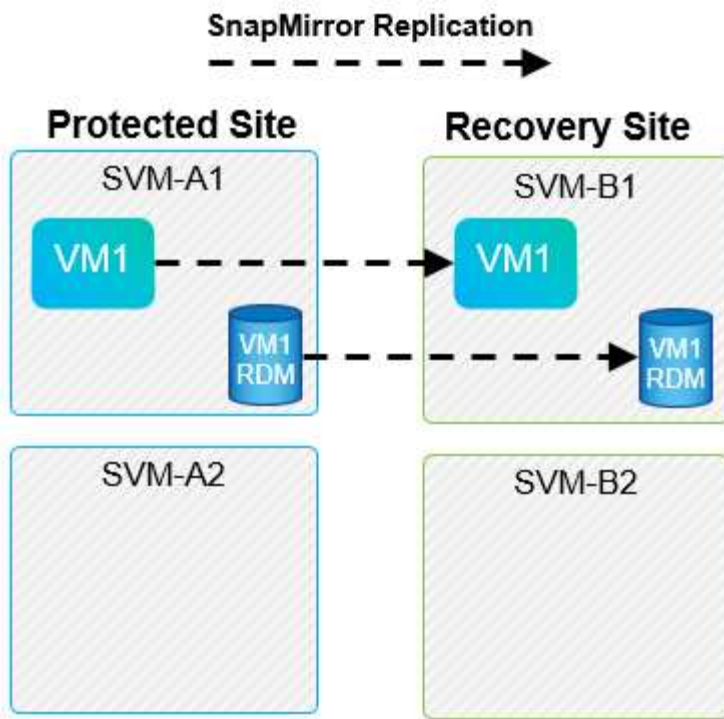 SnapMirror Replication
Protected Site
Recovery Site
SVM-A1
SVM-B1
VM1
VM1
VM1
RDM
VM1
RDM
SVM-A2
SVM-B2